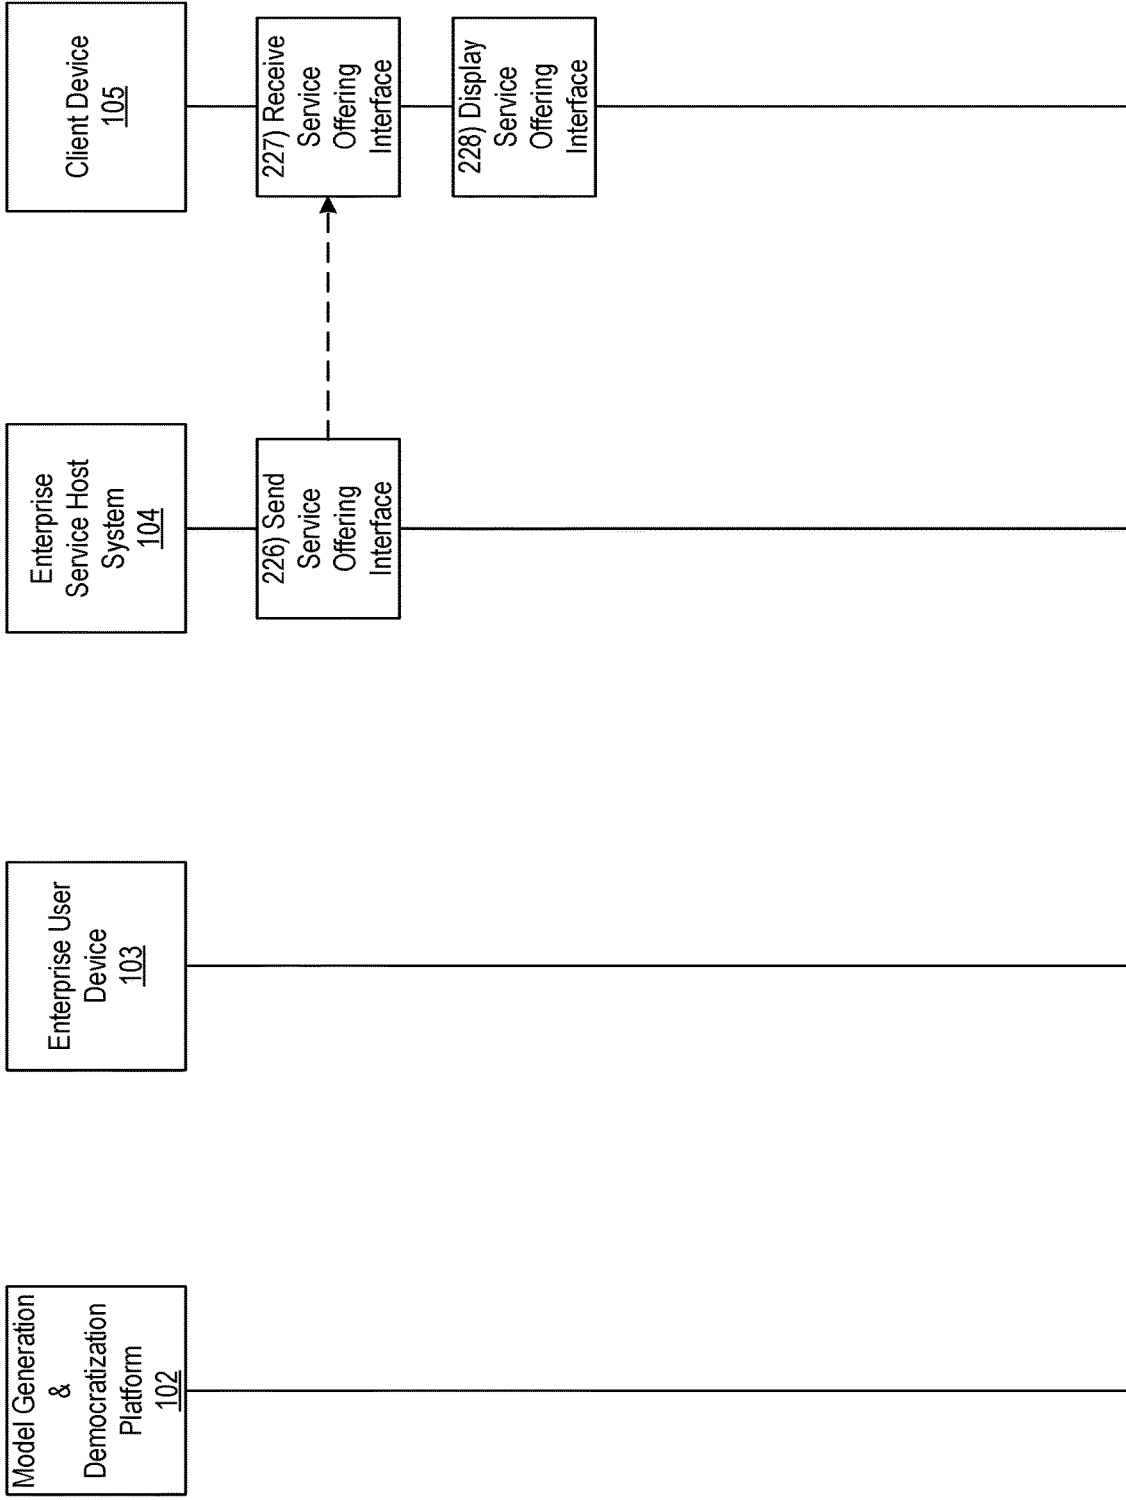 Model Generation
&
Democratization
Platform
102
Enterprise User
Device
103
Enterprise
Service Host
System
104
Client Device
105
226) Send
Service
Offering
Interface
227) Receive
Service
Offering
Interface
228) Display
Service
Offering
Interface